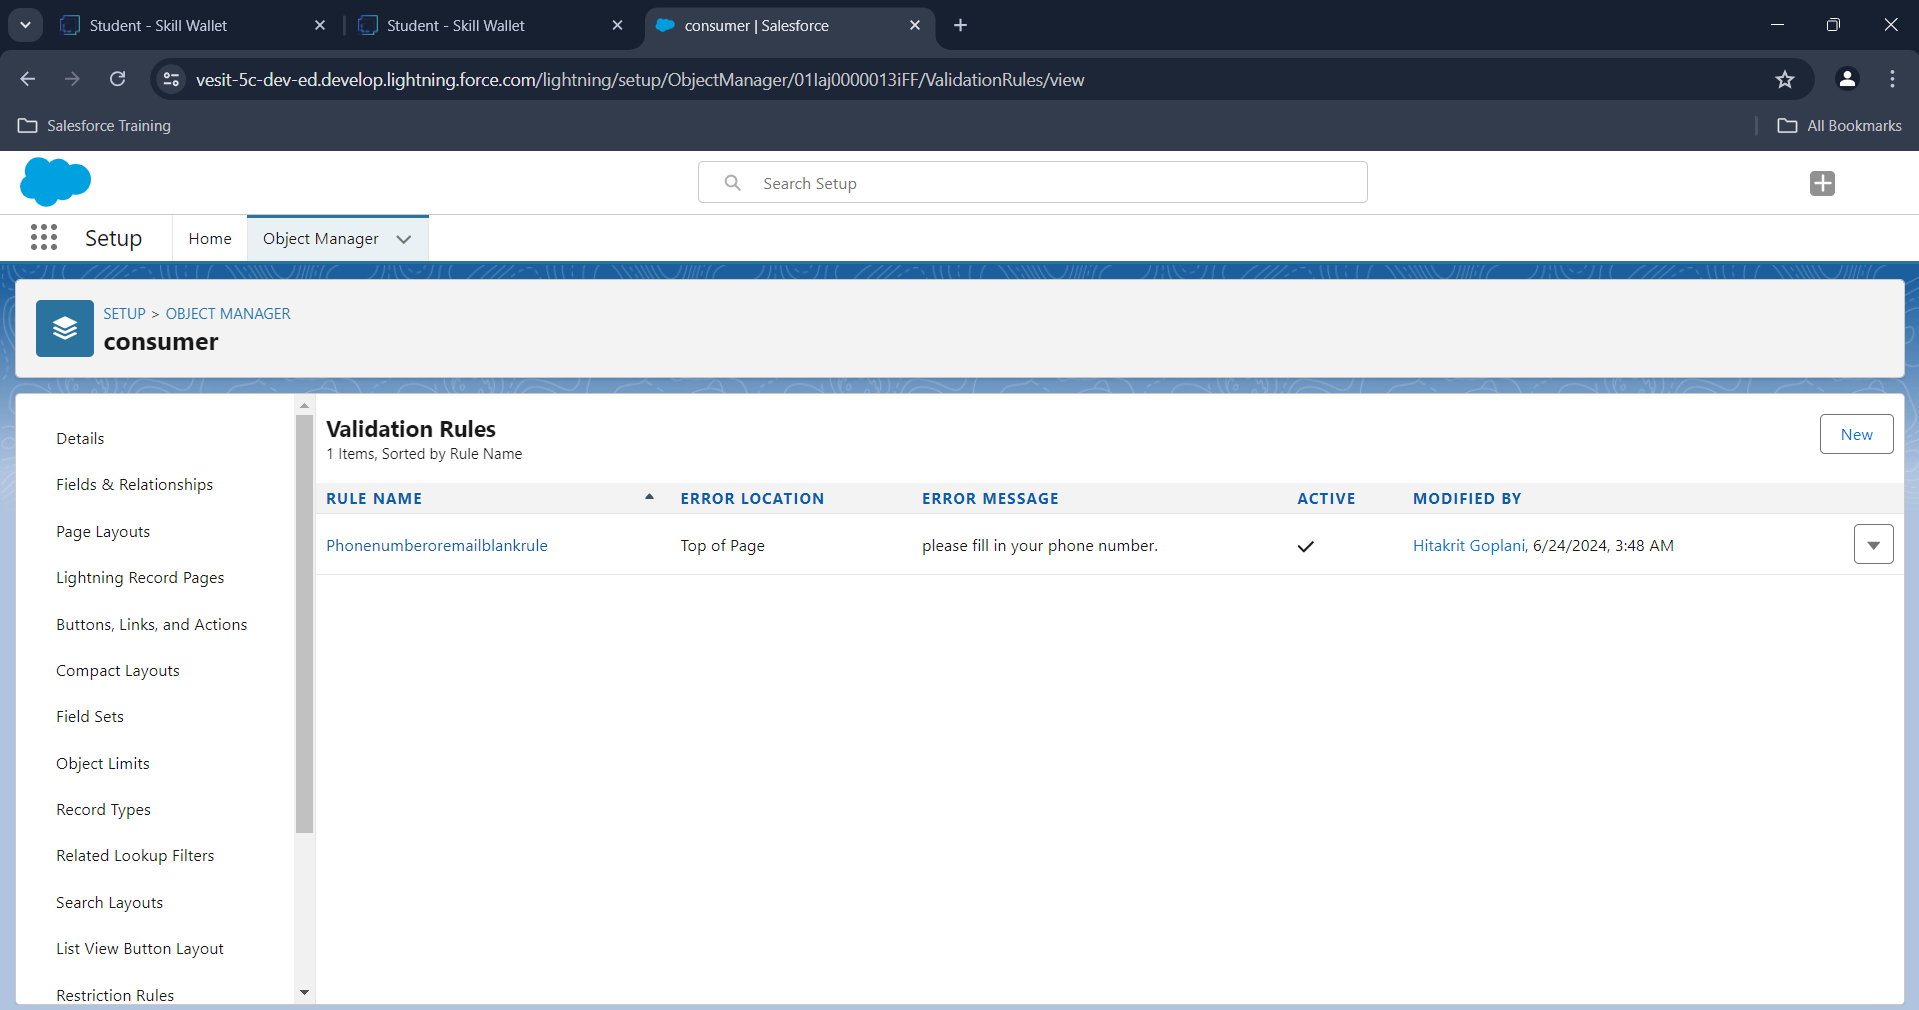 Student - Skill Wallet
Student - Skill Wallet
consumer | Salesforce
vesit-5c-dev-ed.develop.lightning.force.com/lightning/setup/ObjectManager/01Iaj0000013iFF/ValidationRules/view
Salesforce Training
All Bookmarks
Search Setup
Setup
Home
Object Manager
SETUP > OBJECT MANAGER
consumer
Details
Fields & Relationships
Page Layouts
Lightning Record Pages
Buttons, Links, and Actions
Compact Layouts
Field Sets
Object Limits
Record Types
Related Lookup Filters
Search Layouts
List View Button Layout
Restriction Rules
Validation Rules
1 Items, Sorted by Rule Name
New
RULE NAME ERROR LOCATION ERROR MESSAGE ACTIVE MODIFIED BY
Phonenumberoremailblankrule Top of Page please fill in your phone number. Hitakrit Goplani, 6/24/2024, 3:48 AM